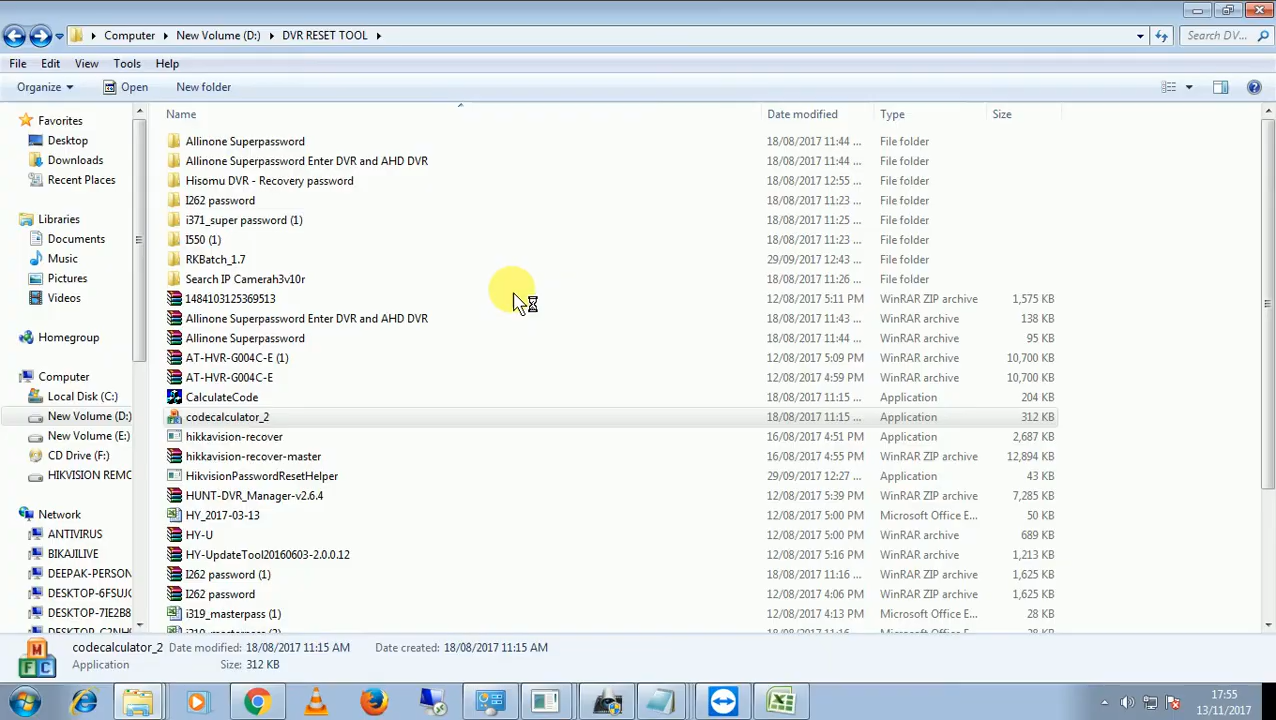 Computer New Volume (D:) DVR RESET TOOL Search DV...
File Edit View Tools Help
Organize Open New folder
Name Date modified Type Size
Favorites
Desktop
Downloads
Recent Places
Libraries
Documents
Music
Pictures
Videos
Homegroup
Computer
Local Disk (C:)
New Volume (D:)
New Volume (E:)
CD Drive (F:)
HIKVISION REMO
Network
ANTIVIRUS
BIKAJILIVE
DEEPAK-PERSON
DESKTOP-6FSUJC
DESKTOP-7IE2B8
Allinone Superpassword 18/08/2017 11:44 ... File folder
Allinone Superpassword Enter DVR and AHD DVR 18/08/2017 11:44 ... File folder
Hisomu DVR - Recovery password 18/08/2017 12:55 ... File folder
I262 password 18/08/2017 11:23 ... File folder
i371_super password (1) 18/08/2017 11:25 ... File folder
I550 (1) 18/08/2017 11:23 ... File folder
RKBatch_1.7 29/09/2017 12:43 ... File folder
Search IP Camerah3v10r 18/08/2017 11:26 ... File folder
1484103125369513 12/08/2017 5:11 PM WinRAR ZIP archive 1,575 KB
Allinone Superpassword Enter DVR and AHD DVR 18/08/2017 11:43 ... WinRAR archive 138 KB
Allinone Superpassword 18/08/2017 11:44 ... WinRAR archive 95 KB
AT-HVR-G004C-E (1) 12/08/2017 5:09 PM WinRAR archive 10,700 KB
AT-HVR-G004C-E 12/08/2017 4:59 PM WinRAR archive 10,700 KB
CalculateCode 18/08/2017 11:15 ... Application 204 KB
codecalculator_2 18/08/2017 11:15 ... Application 312 KB
hikkavision-recover 16/08/2017 4:51 PM Application 2,687 KB
hikkavision-recover-master 16/08/2017 4:55 PM WinRAR ZIP archive 12,894 KB
HikvisionPasswordResetHelper 29/09/2017 12:27 ... Application 43 KB
HUNT-DVR_Manager-v2.6.4 12/08/2017 5:39 PM WinRAR ZIP archive 7,285 KB
HY_2017-03-13 12/08/2017 5:00 PM Microsoft Office E... 50 KB
HY-U 12/08/2017 5:00 PM WinRAR archive 689 KB
HY-UpdateTool20160603-2.0.0.12 12/08/2017 5:16 PM WinRAR archive 1,213 KB
I262 password (1) 18/08/2017 11:16 ... WinRAR ZIP archive 1,625 KB
I262 password 12/08/2017 4:06 PM WinRAR ZIP archive 1,625 KB
i319_masterpass (1) 12/08/2017 4:13 PM Microsoft Office E... 28 KB
codecalculator_2 Date modified: 18/08/2017 11:15 AM Date created: 18/08/2017 11:15 AM
Application Size: 312 KB
17:55
13/11/2017